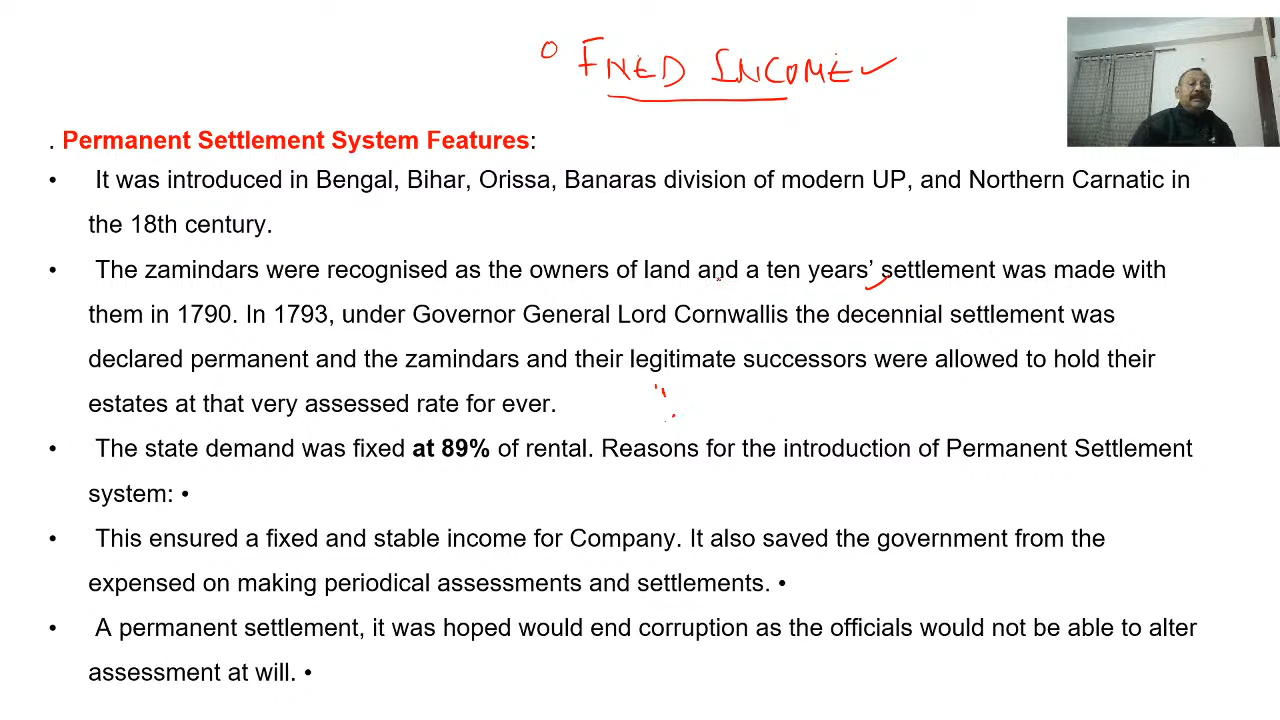 ° FIXED INCOME ✓
. Permanent Settlement System Features:
• It was introduced in Bengal, Bihar, Orissa, Banaras division of modern UP, and Northern Carnatic in
the 18th century.
• The zamindars were recognised as the owners of land and a ten years’ settlement was made with
them in 1790. In 1793, under Governor General Lord Cornwallis the decennial settlement was
declared permanent and the zamindars and their legitimate successors were allowed to hold their
estates at that very assessed rate for ever.
• The state demand was fixed at 89% of rental. Reasons for the introduction of Permanent Settlement
system: •
• This ensured a fixed and stable income for Company. It also saved the government from the
expensed on making periodical assessments and settlements. •
• A permanent settlement, it was hoped would end corruption as the officials would not be able to alter
assessment at will. •